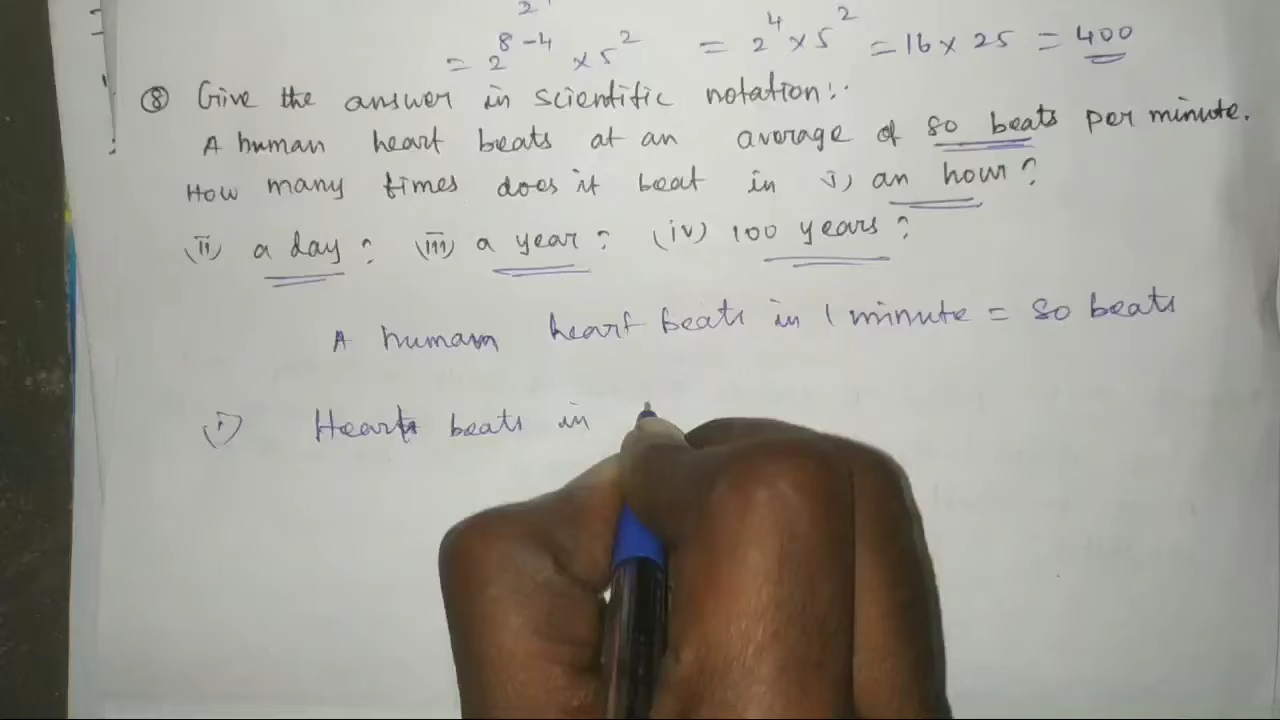 = 2^{8-4} × 5^2 = 2^4 × 5^2 = 16 × 25 = 400
⑧ Give the answer in scientific notation:.
A human heart beats at an average of 80 beats per minute.
How many times does it beat in i) an hour?
(ii) a day? (iii) a year? (iv) 100 years?
A human heart beats in 1 minute = 80 beats
i) Heart beats in